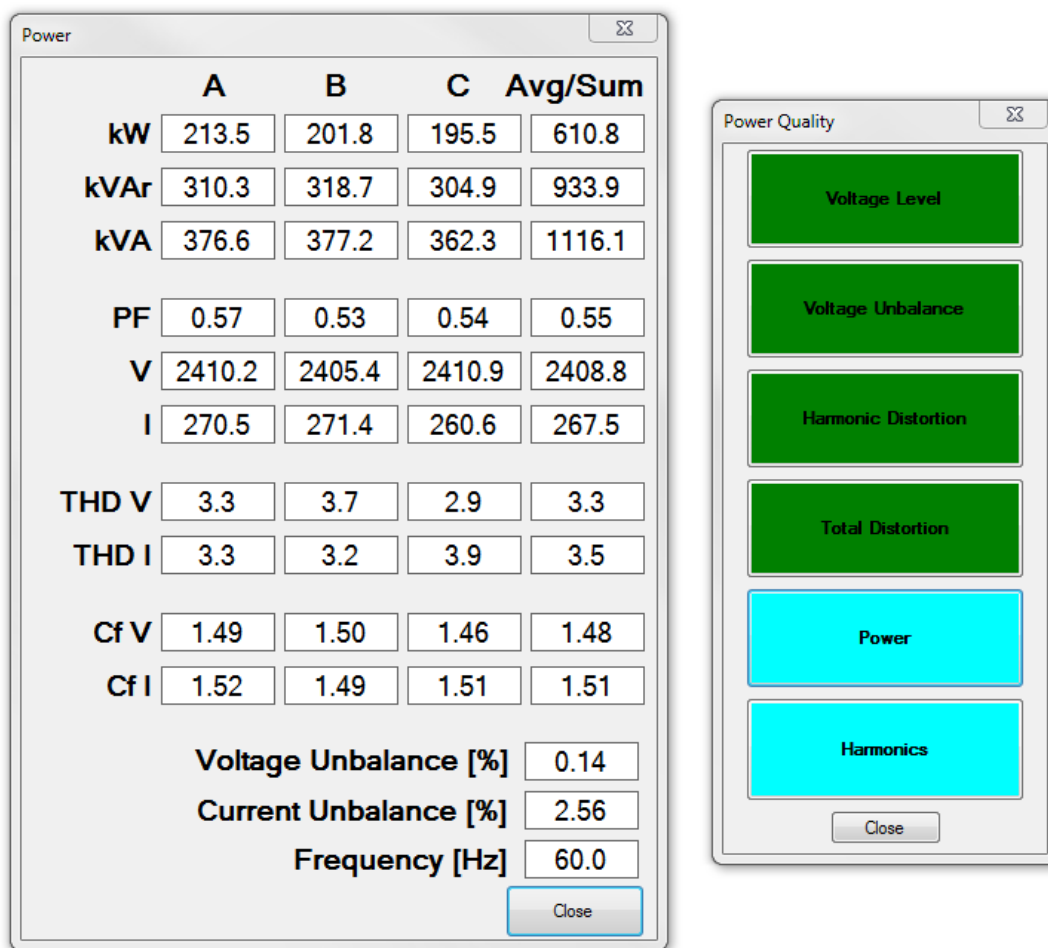 Power
A B C Avg/Sum
kW 213.5 201.8 195.5 610.8
kVAr 310.3 318.7 304.9 933.9
kVA 376.6 377.2 362.3 1116.1
PF 0.57 0.53 0.54 0.55
V 2410.2 2405.4 2410.9 2408.8
I 270.5 271.4 260.6 267.5
THD V 3.3 3.7 2.9 3.3
THD I 3.3 3.2 3.9 3.5
Cf V 1.49 1.50 1.46 1.48
Cf I 1.52 1.49 1.51 1.51
Voltage Unbalance [%] 0.14
Current Unbalance [%] 2.56
Frequency [Hz] 60.0
Close
Power Quality
Voltage Level
Voltage Unbalance
Harmonic Distortion
Total Distortion
Power
Harmonics
Close